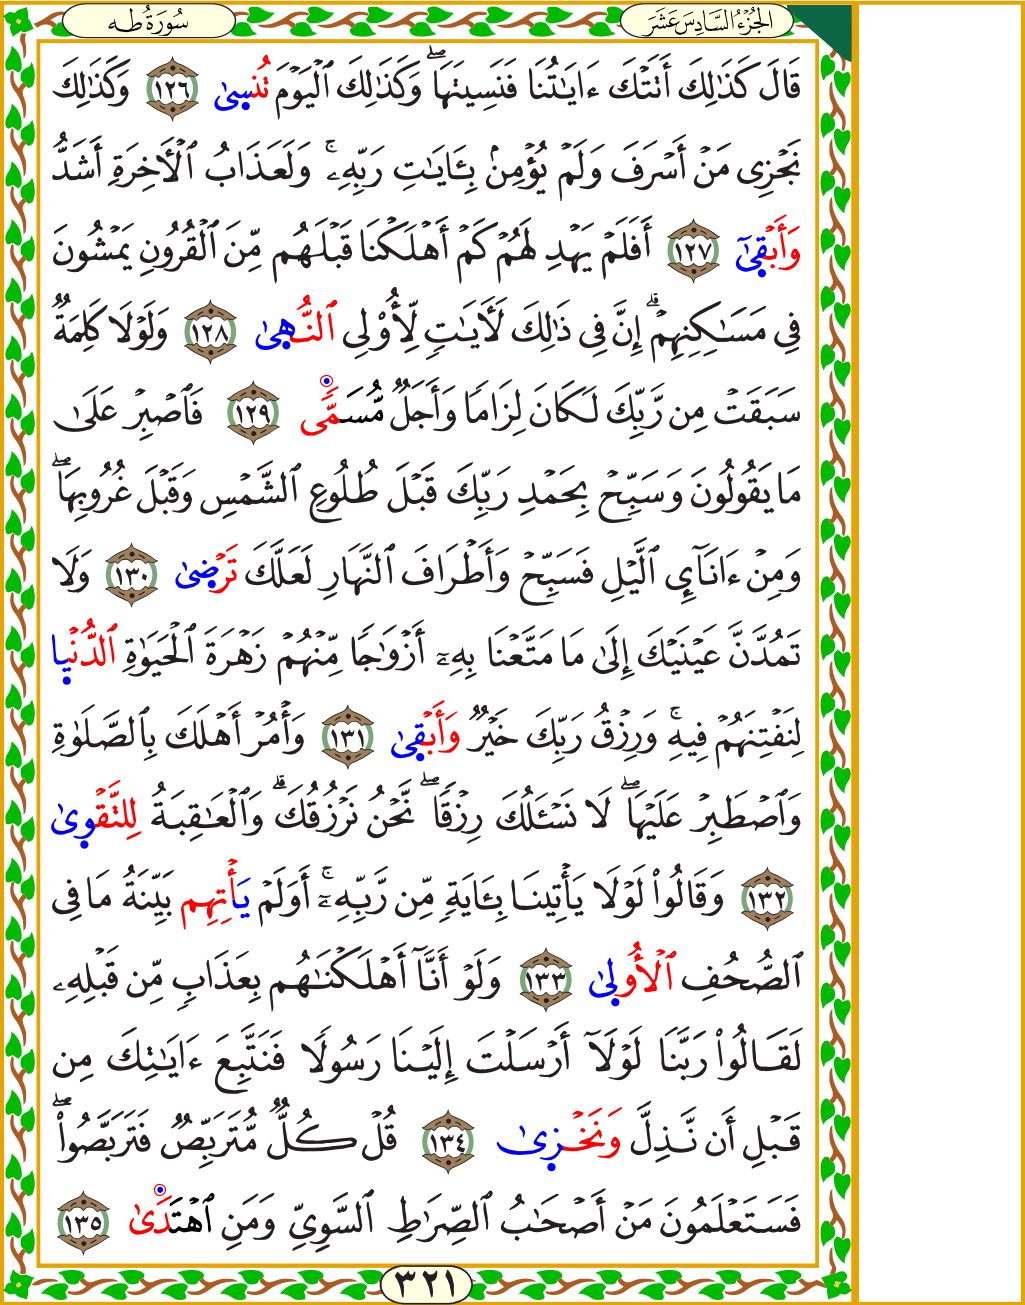 الجُزْءُ السَّادِسَ عَشَرَ
سُورَةُ طه
قَالَ كَذَٰلِكَ أَتَتْكَ ءَايَٰتُنَا فَنَسِيتَهَاۖ وَكَذَٰلِكَ ٱلْيَوْمَ تُنسَىٰ ١٢٦ وَكَذَٰلِكَ
نَجْزِى مَنْ أَسْرَفَ وَلَمْ يُؤْمِنۢ بِـَٔايَٰتِ رَبِّهِۦۚ وَلَعَذَابُ ٱلْأَخِرَةِ أَشَدُّ
وَأَبْقَىٰٓ ١٢٧ أَفَلَمْ يَهْدِ لَهُمْ كَمْ أَهْلَكْنَا قَبْلَهُم مِّنَ ٱلْقُرُونِ يَمْشُونَ
فِى مَسَٰكِنِهِمْۗ إِنَّ فِى ذَٰلِكَ لَأَيَٰتٍ لِّأُوْلِى ٱلنُّهَىٰ ١٢٨ وَلَوْلَا كَلِمَةٌ
سَبَقَتْ مِن رَّبِّكَ لَكَانَ لِزَامًا وَأَجَلٌ مُّسَمًّى ١٢٩ فَٱصْبِرْ عَلَىٰ
مَا يَقُولُونَ وَسَبِّحْ بِحَمْدِ رَبِّكَ قَبْلَ طُلُوعِ ٱلشَّمْسِ وَقَبْلَ غُرُوبِهَاۖ
وَمِنْ ءَانَآيِٕ ٱلَّيْلِ فَسَبِّحْ وَأَطْرَافَ ٱلنَّهَارِ لَعَلَّكَ تَرْضَىٰ ١٣٠ وَلَا
تَمُدَّنَّ عَيْنَيْكَ إِلَىٰ مَا مَتَّعْنَا بِهِۦٓ أَزْوَٰجًا مِّنْهُمْ زَهْرَةَ ٱلْحَيَوٰةِ ٱلدُّنْيَا
لِنَفْتِنَهُمْ فِيهِۚ وَرِزْقُ رَبِّكَ خَيْرٌ وَأَبْقَىٰ ١٣١ وَأْمُرْ أَهْلَكَ بِٱلصَّلَوٰةِ
وَٱصْطَبِرْ عَلَيْهَاۖ لَا نَسْـَٔلُكَ رِزْقًاۖ نَّحْنُ نَرْزُقُكَۗ وَٱلْعَٰقِبَةُ لِلتَّقْوَىٰ
١٣٢ وَقَالُوا۟ لَوْلَا يَأْتِينَا بِـَٔايَةٍ مِّن رَّبِّهِۦٓۚ أَوَلَمْ يَأْتِهِم بَيِّنَةُ مَا فِى
ٱلصُّحُفِ ٱلْأُولَىٰ ١٣٣ وَلَوْ أَنَّآ أَهْلَكْنَٰهُم بِعَذَابٍ مِّن قَبْلِهِۦ
لَقَالُوا۟ رَبَّنَا لَوْلَآ أَرْسَلْتَ إِلَيْنَا رَسُولًا فَنَتَّبِعَ ءَايَٰتِكَ مِن
قَبْلِ أَن نَّذِلَّ وَنَخْزَىٰ ١٣٤ قُلْ كُلٌّ مُّتَرَبِّصٌ فَتَرَبَّصُوا۟ۖ
فَسَتَعْلَمُونَ مَنْ أَصْحَٰبُ ٱلصِّرَٰطِ ٱلسَّوِىِّ وَمَنِ ٱهْتَدَىٰ ١٣٥
٣٢١